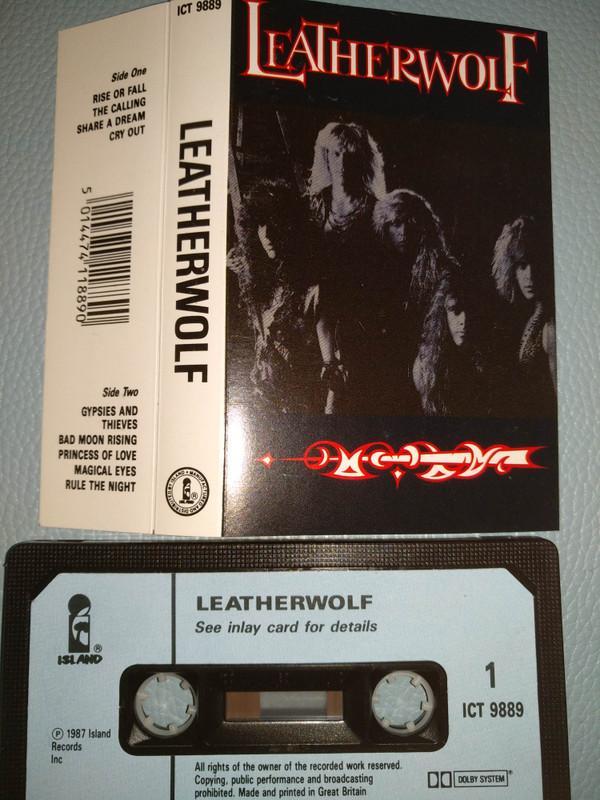 ICT 9889
LEATHERWOLF
Side One
RISE OR FALL
THE CALLING
SHARE A DREAM
CRY OUT
5 014474 118890
LEATHERWOLF
Side Two
GYPSIES AND
THIEVES
BAD MOON RISING
PRINCESS OF LOVE
MAGICAL EYES
RULE THE NIGHT
LEATHERWOLF
See inlay card for details
ISLAND ®
1
ICT 9889
℗ 1987 Island
Records
Inc
All rights of the owner of the recorded work reserved.
Copying, public performance and broadcasting
prohibited. Made and printed in Great Britain
DOLBY SYSTEM®